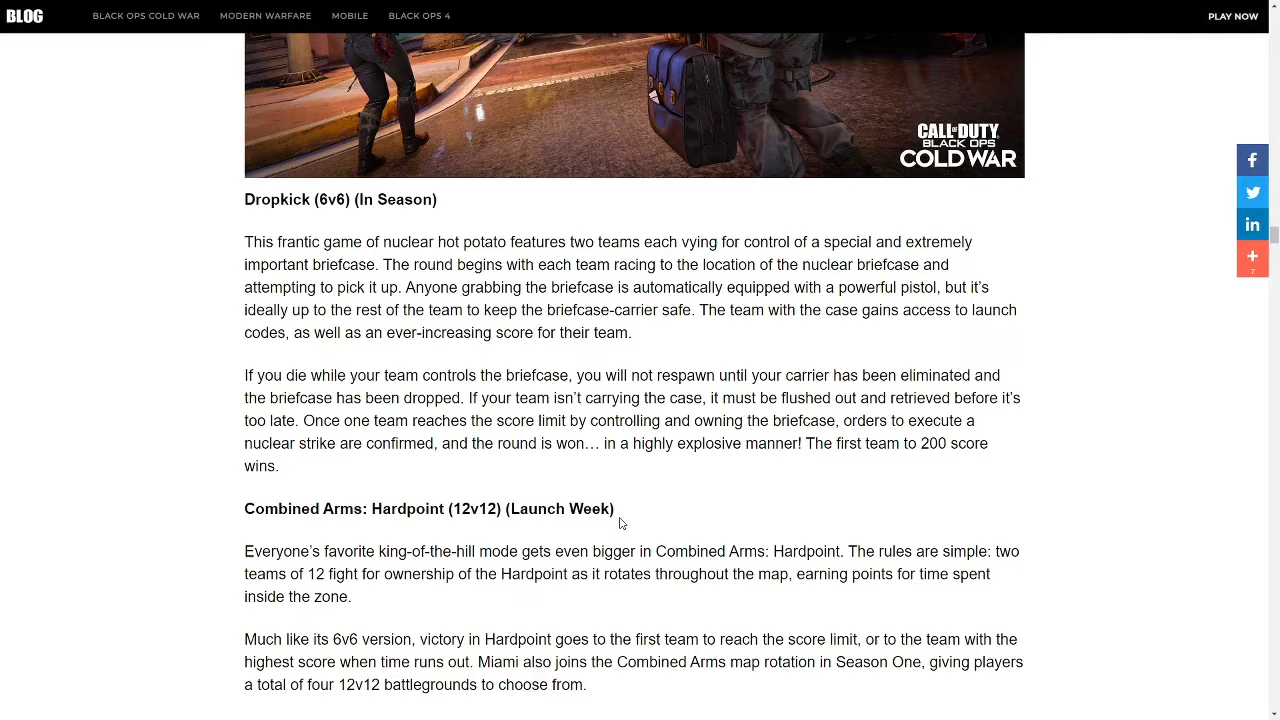 BLOG
BLACK OPS COLD WAR
MODERN WARFARE
MOBILE
BLACK OPS 4
PLAY NOW
CALL OF DUTY
BLACK OPS
COLD WAR
Dropkick (6v6) (In Season)
This frantic game of nuclear hot potato features two teams each vying for control of a special and extremely
important briefcase. The round begins with each team racing to the location of the nuclear briefcase and
attempting to pick it up. Anyone grabbing the briefcase is automatically equipped with a powerful pistol, but it’s
ideally up to the rest of the team to keep the briefcase-carrier safe. The team with the case gains access to launch
codes, as well as an ever-increasing score for their team.
If you die while your team controls the briefcase, you will not respawn until your carrier has been eliminated and
the briefcase has been dropped. If your team isn’t carrying the case, it must be flushed out and retrieved before it’s
too late. Once one team reaches the score limit by controlling and owning the briefcase, orders to execute a
nuclear strike are confirmed, and the round is won… in a highly explosive manner! The first team to 200 score
wins.
Combined Arms: Hardpoint (12v12) (Launch Week)
Everyone’s favorite king-of-the-hill mode gets even bigger in Combined Arms: Hardpoint. The rules are simple: two
teams of 12 fight for ownership of the Hardpoint as it rotates throughout the map, earning points for time spent
inside the zone.
Much like its 6v6 version, victory in Hardpoint goes to the first team to reach the score limit, or to the team with the
highest score when time runs out. Miami also joins the Combined Arms map rotation in Season One, giving players
a total of four 12v12 battlegrounds to choose from.
f
in
+
7